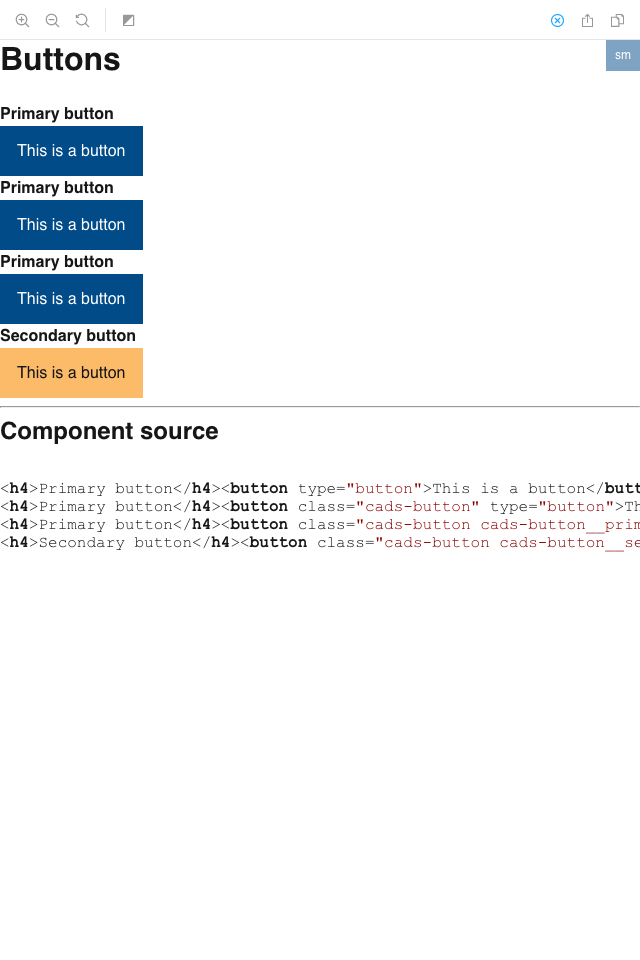 Buttons
sm
Primary button
This is a button
Primary button
This is a button
Primary button
This is a button
Secondary button
This is a button
Component source
<h4>Primary button</h4><button type="button">This is a button</butt
<h4>Primary button</h4><button class="cads-button" type="button">Th
<h4>Primary button</h4><button class="cads-button cads-button__prim
<h4>Secondary button</h4><button class="cads-button cads-button__se